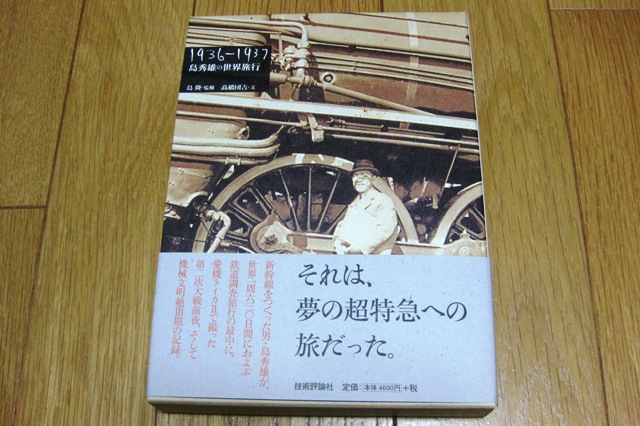 1936－1937
島秀雄の世界旅行
島 隆・監修 高橋団吉・文
それは、
夢の超特急への
旅だった。
新幹線をつくった男・島秀雄が、
世界一周六二〇日間におよぶ
鉄道調査旅行の最中に、
愛機ライカⅢで撮った
第二次大戦前夜、そして
機械文明絶頂期の記録。
技術評論社 定価：本体 4600円＋税